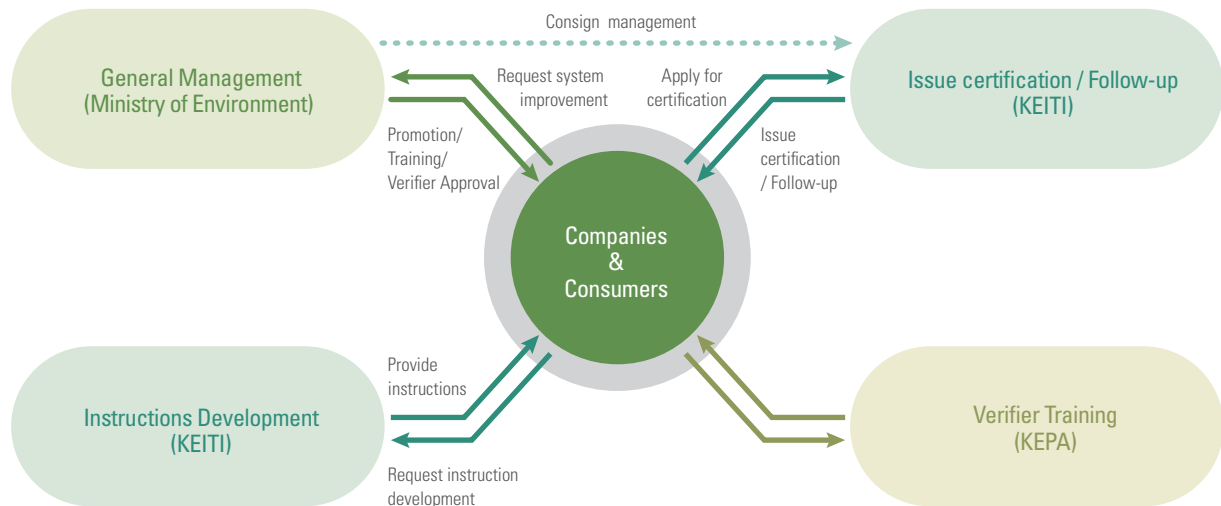 Consign management
General Management
(Ministry of Environment)
Request system
improvement
Apply for
certification
Issue certification / Follow-up
(KEITI)
Promotion/
Training/
Verifier Approval
Issue
certification
/ Follow-up
Companies
&
Consumers
Provide
instructions
Instructions Development
(KEITI)
Request instruction
development
Verifier Training
(KEPA)